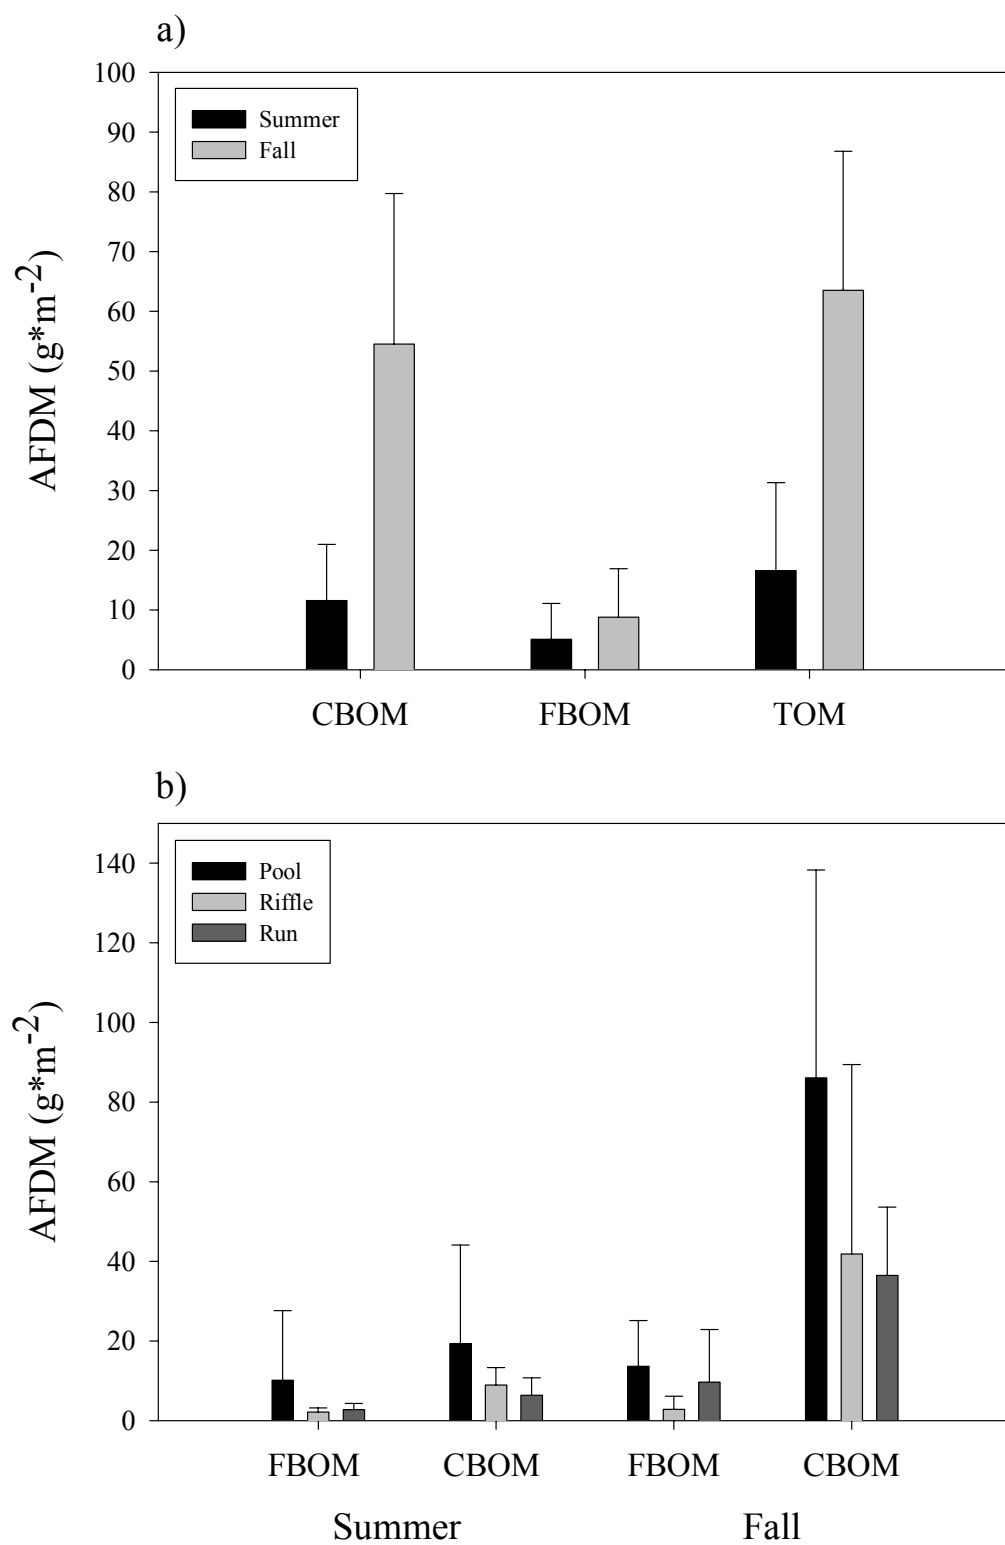 a)
100
90
80
70
60
50
40
30
20
10
0
AFDM (g*m-2)
Summer
Fall
CBOM FBOM TOM
b)
140
120
100
80
60
40
20
0
AFDM (g*m-2)
Pool
Riffle
Run
FBOM CBOM FBOM CBOM
Summer Fall